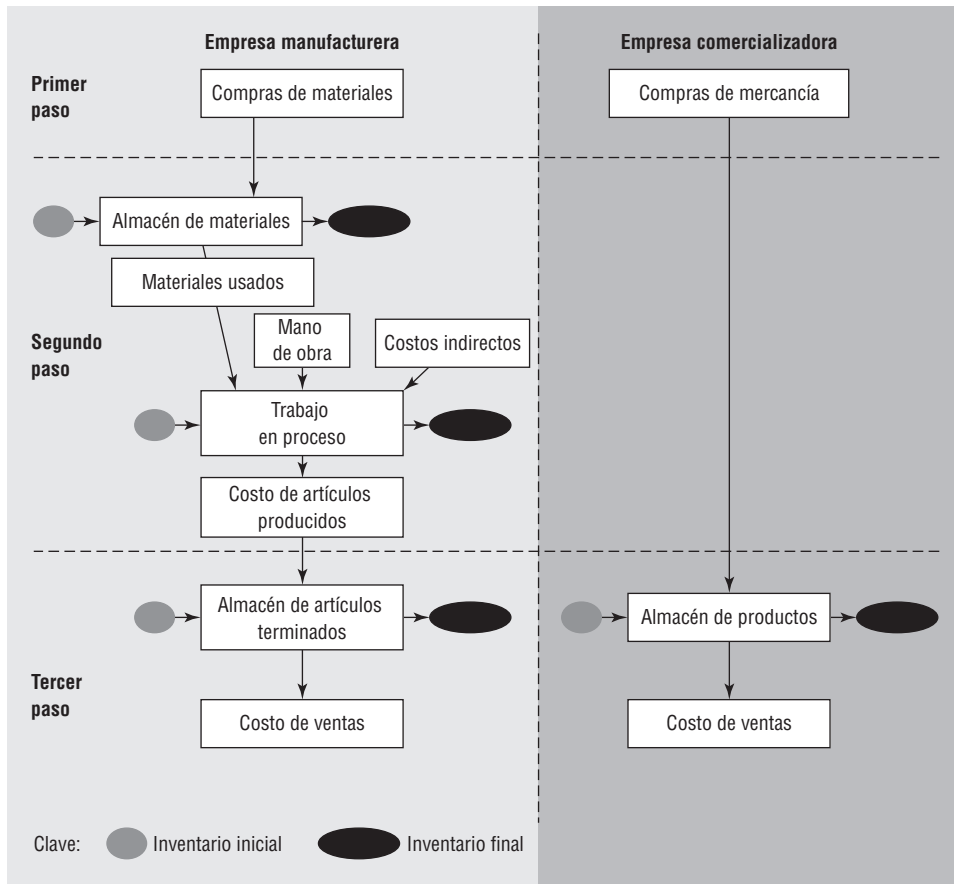 Empresa manufacturera
Empresa comercializadora
Primer
paso
Compras de materiales
Compras de mercancía
Almacén de materiales
Materiales usados
Segundo
paso
Mano
de obra
Costos indirectos
Trabajo
en proceso
Costo de artículos
producidos
Almacén de artículos
terminados
Almacén de productos
Tercer
paso
Costo de ventas
Costo de ventas
Clave:
Inventario inicial
Inventario final